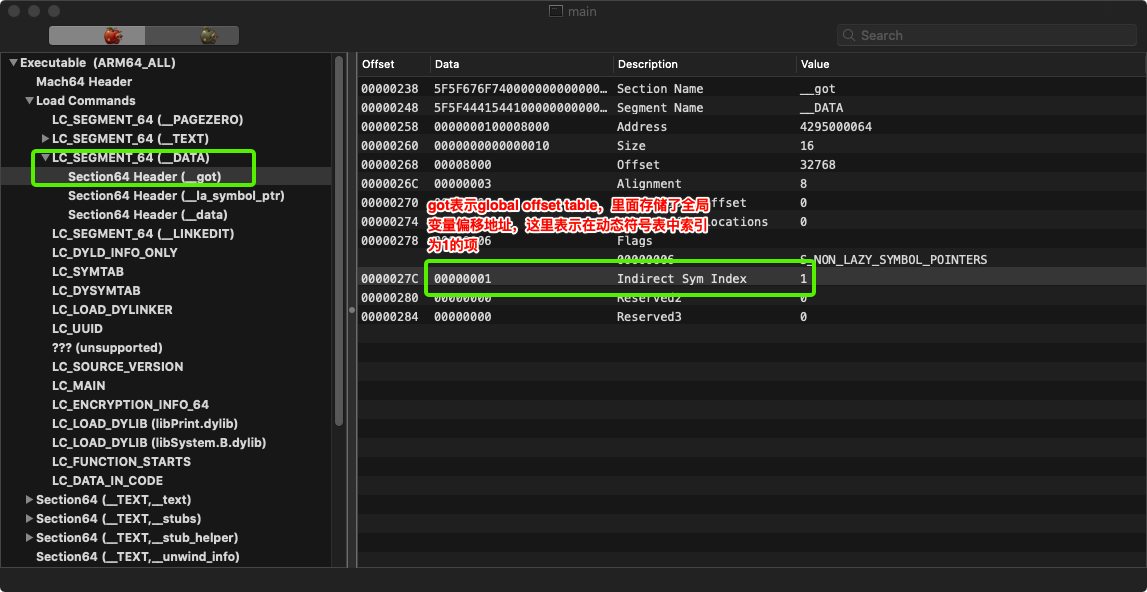 main
Search
Executable (ARM64_ALL)
Mach64 Header
Load Commands
LC_SEGMENT_64 (__PAGEZERO)
LC_SEGMENT_64 (__TEXT)
LC_SEGMENT_64 (__DATA)
Section64 Header (__got)
Section64 Header (__la_symbol_ptr)
Section64 Header (__data)
LC_SEGMENT_64 (__LINKEDIT)
LC_DYLD_INFO_ONLY
LC_SYMTAB
LC_DYSYMTAB
LC_LOAD_DYLINKER
LC_UUID
??? (unsupported)
LC_SOURCE_VERSION
LC_MAIN
LC_ENCRYPTION_INFO_64
LC_LOAD_DYLIB (libPrint.dylib)
LC_LOAD_DYLIB (libSystem.B.dylib)
LC_FUNCTION_STARTS
LC_DATA_IN_CODE
Section64 (__TEXT,__text)
Section64 (__TEXT,__stubs)
Section64 (__TEXT,__stub_helper)
Section64 (__TEXT,__unwind_info)
Offset Data Description Value
00000238 5F5F676F740000000000000... Section Name __got
00000248 5F5F4441544100000000000... Segment Name __DATA
00000258 0000000100008000 Address 4295000064
00000260 0000000000000010 Size 16
00000268 00008000 Offset 32768
0000026C 00000003 Alignment 8
00000270 ffset 0
00000274 ocations 0
00000278 06 Flags
00000006 S_NON_LAZY_SYMBOL_POINTERS
got表示global offset table，里面存储了全局
变量偏移地址，这里表示在动态符号表中索引
为1的项
0000027C 00000001 Indirect Sym Index 1
00000280 00000000 Reserved2 0
00000284 00000000 Reserved3 0